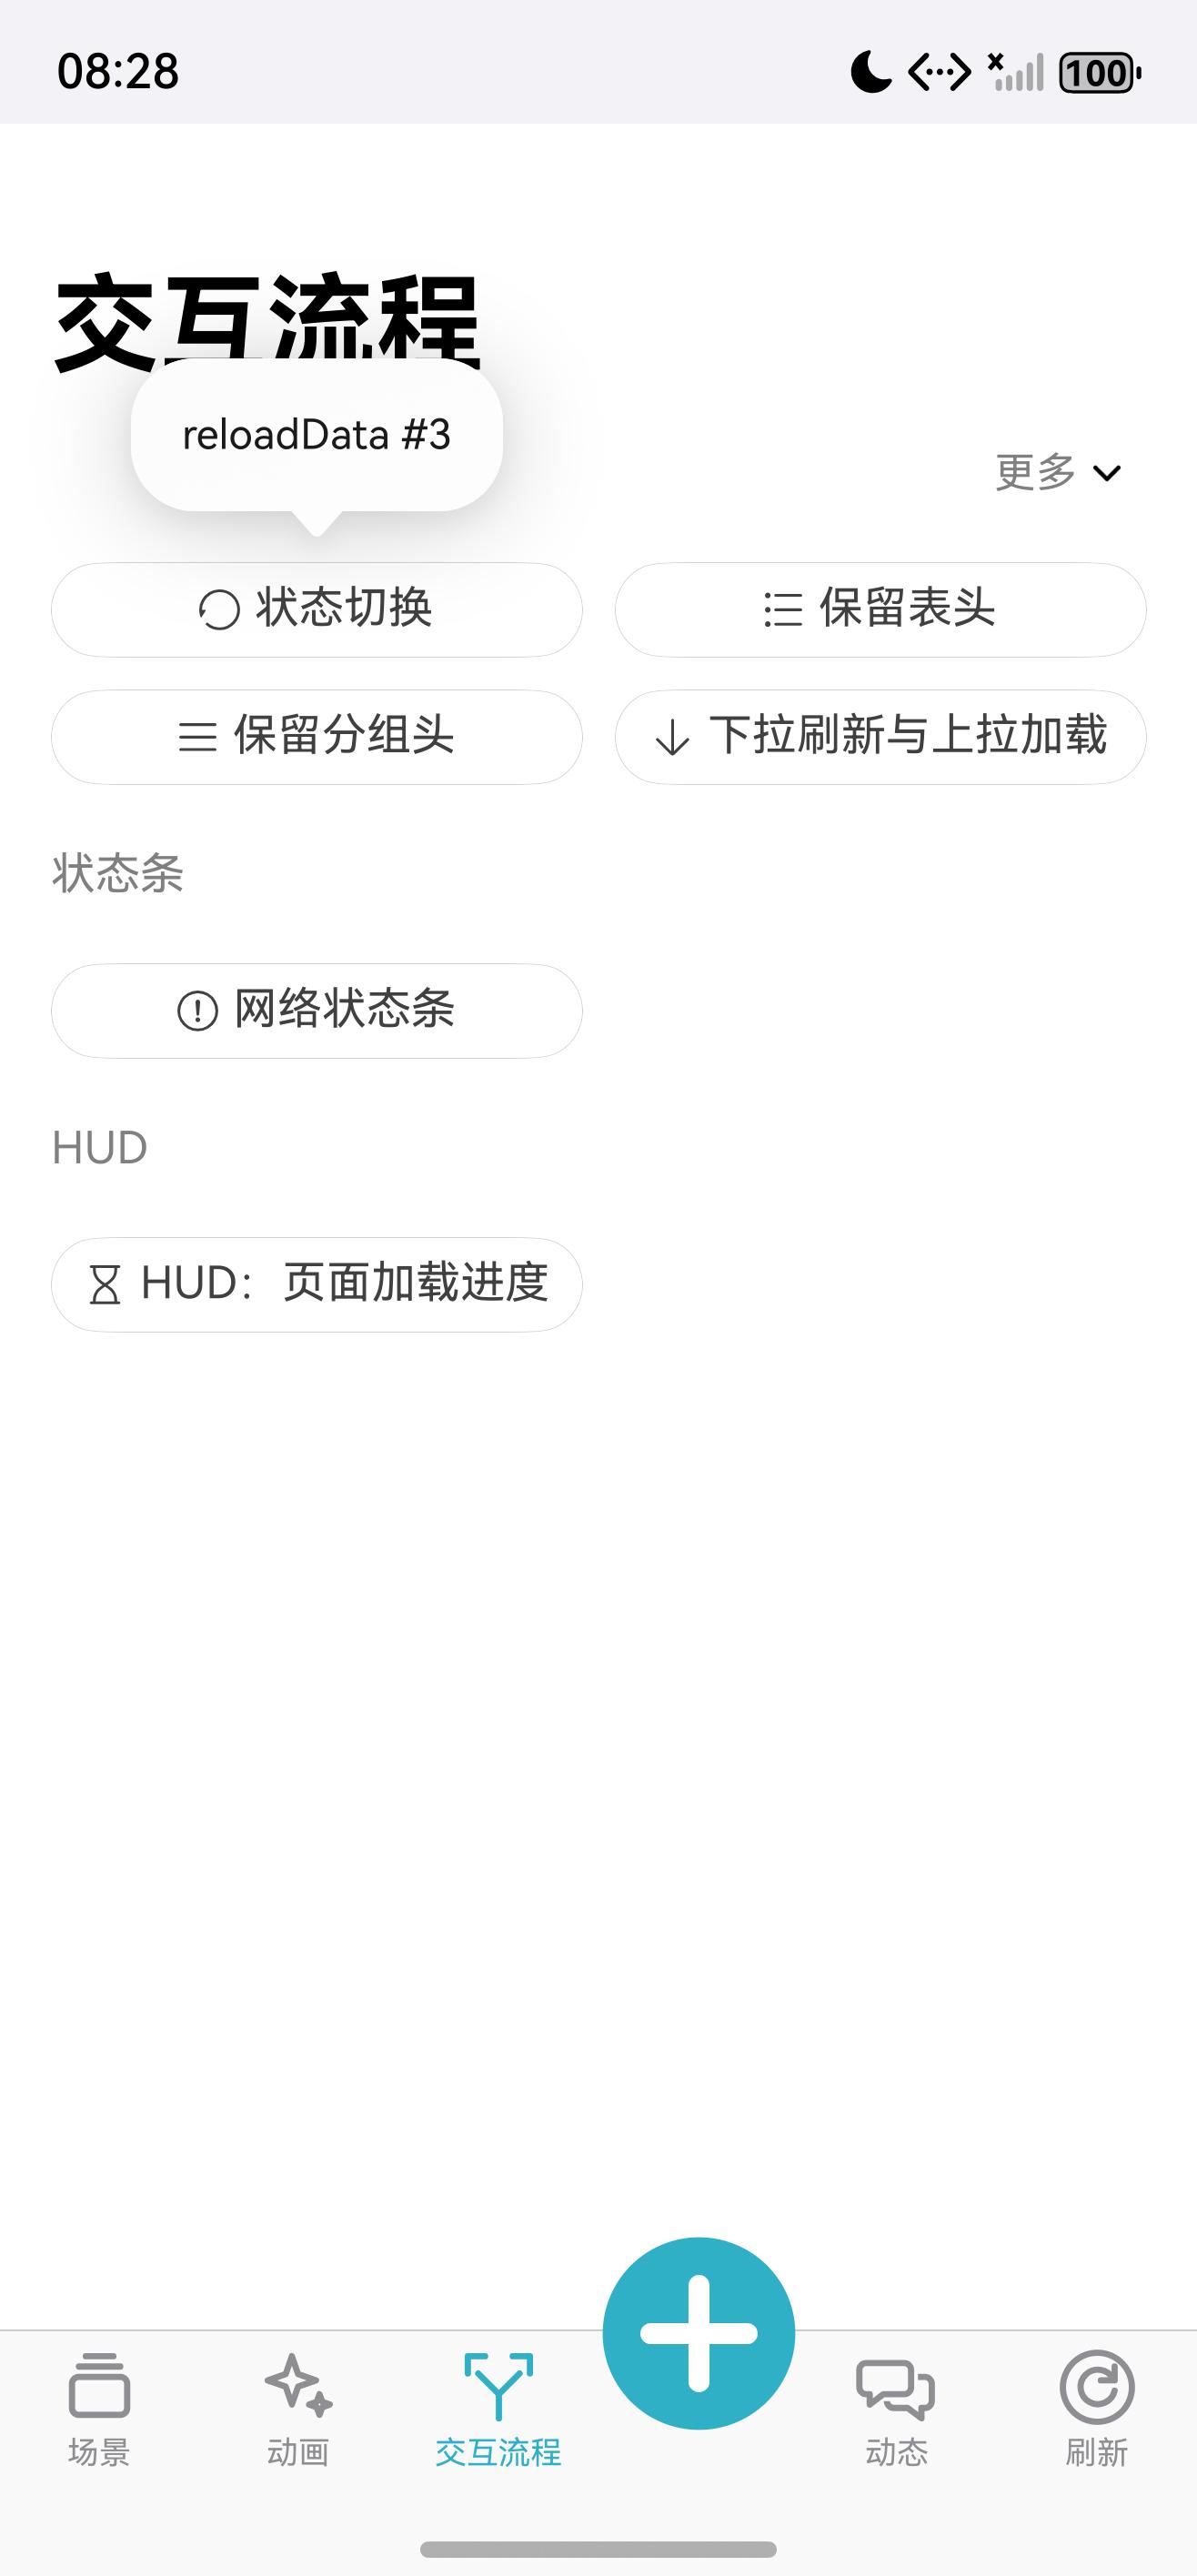 08:28
100
交互流程
reloadData #3
更多
状态切换
保留表头
保留分组头
下拉刷新与上拉加载
状态条
网络状态条
HUD
HUD：页面加载进度
场景
动画
交互流程
动态
刷新